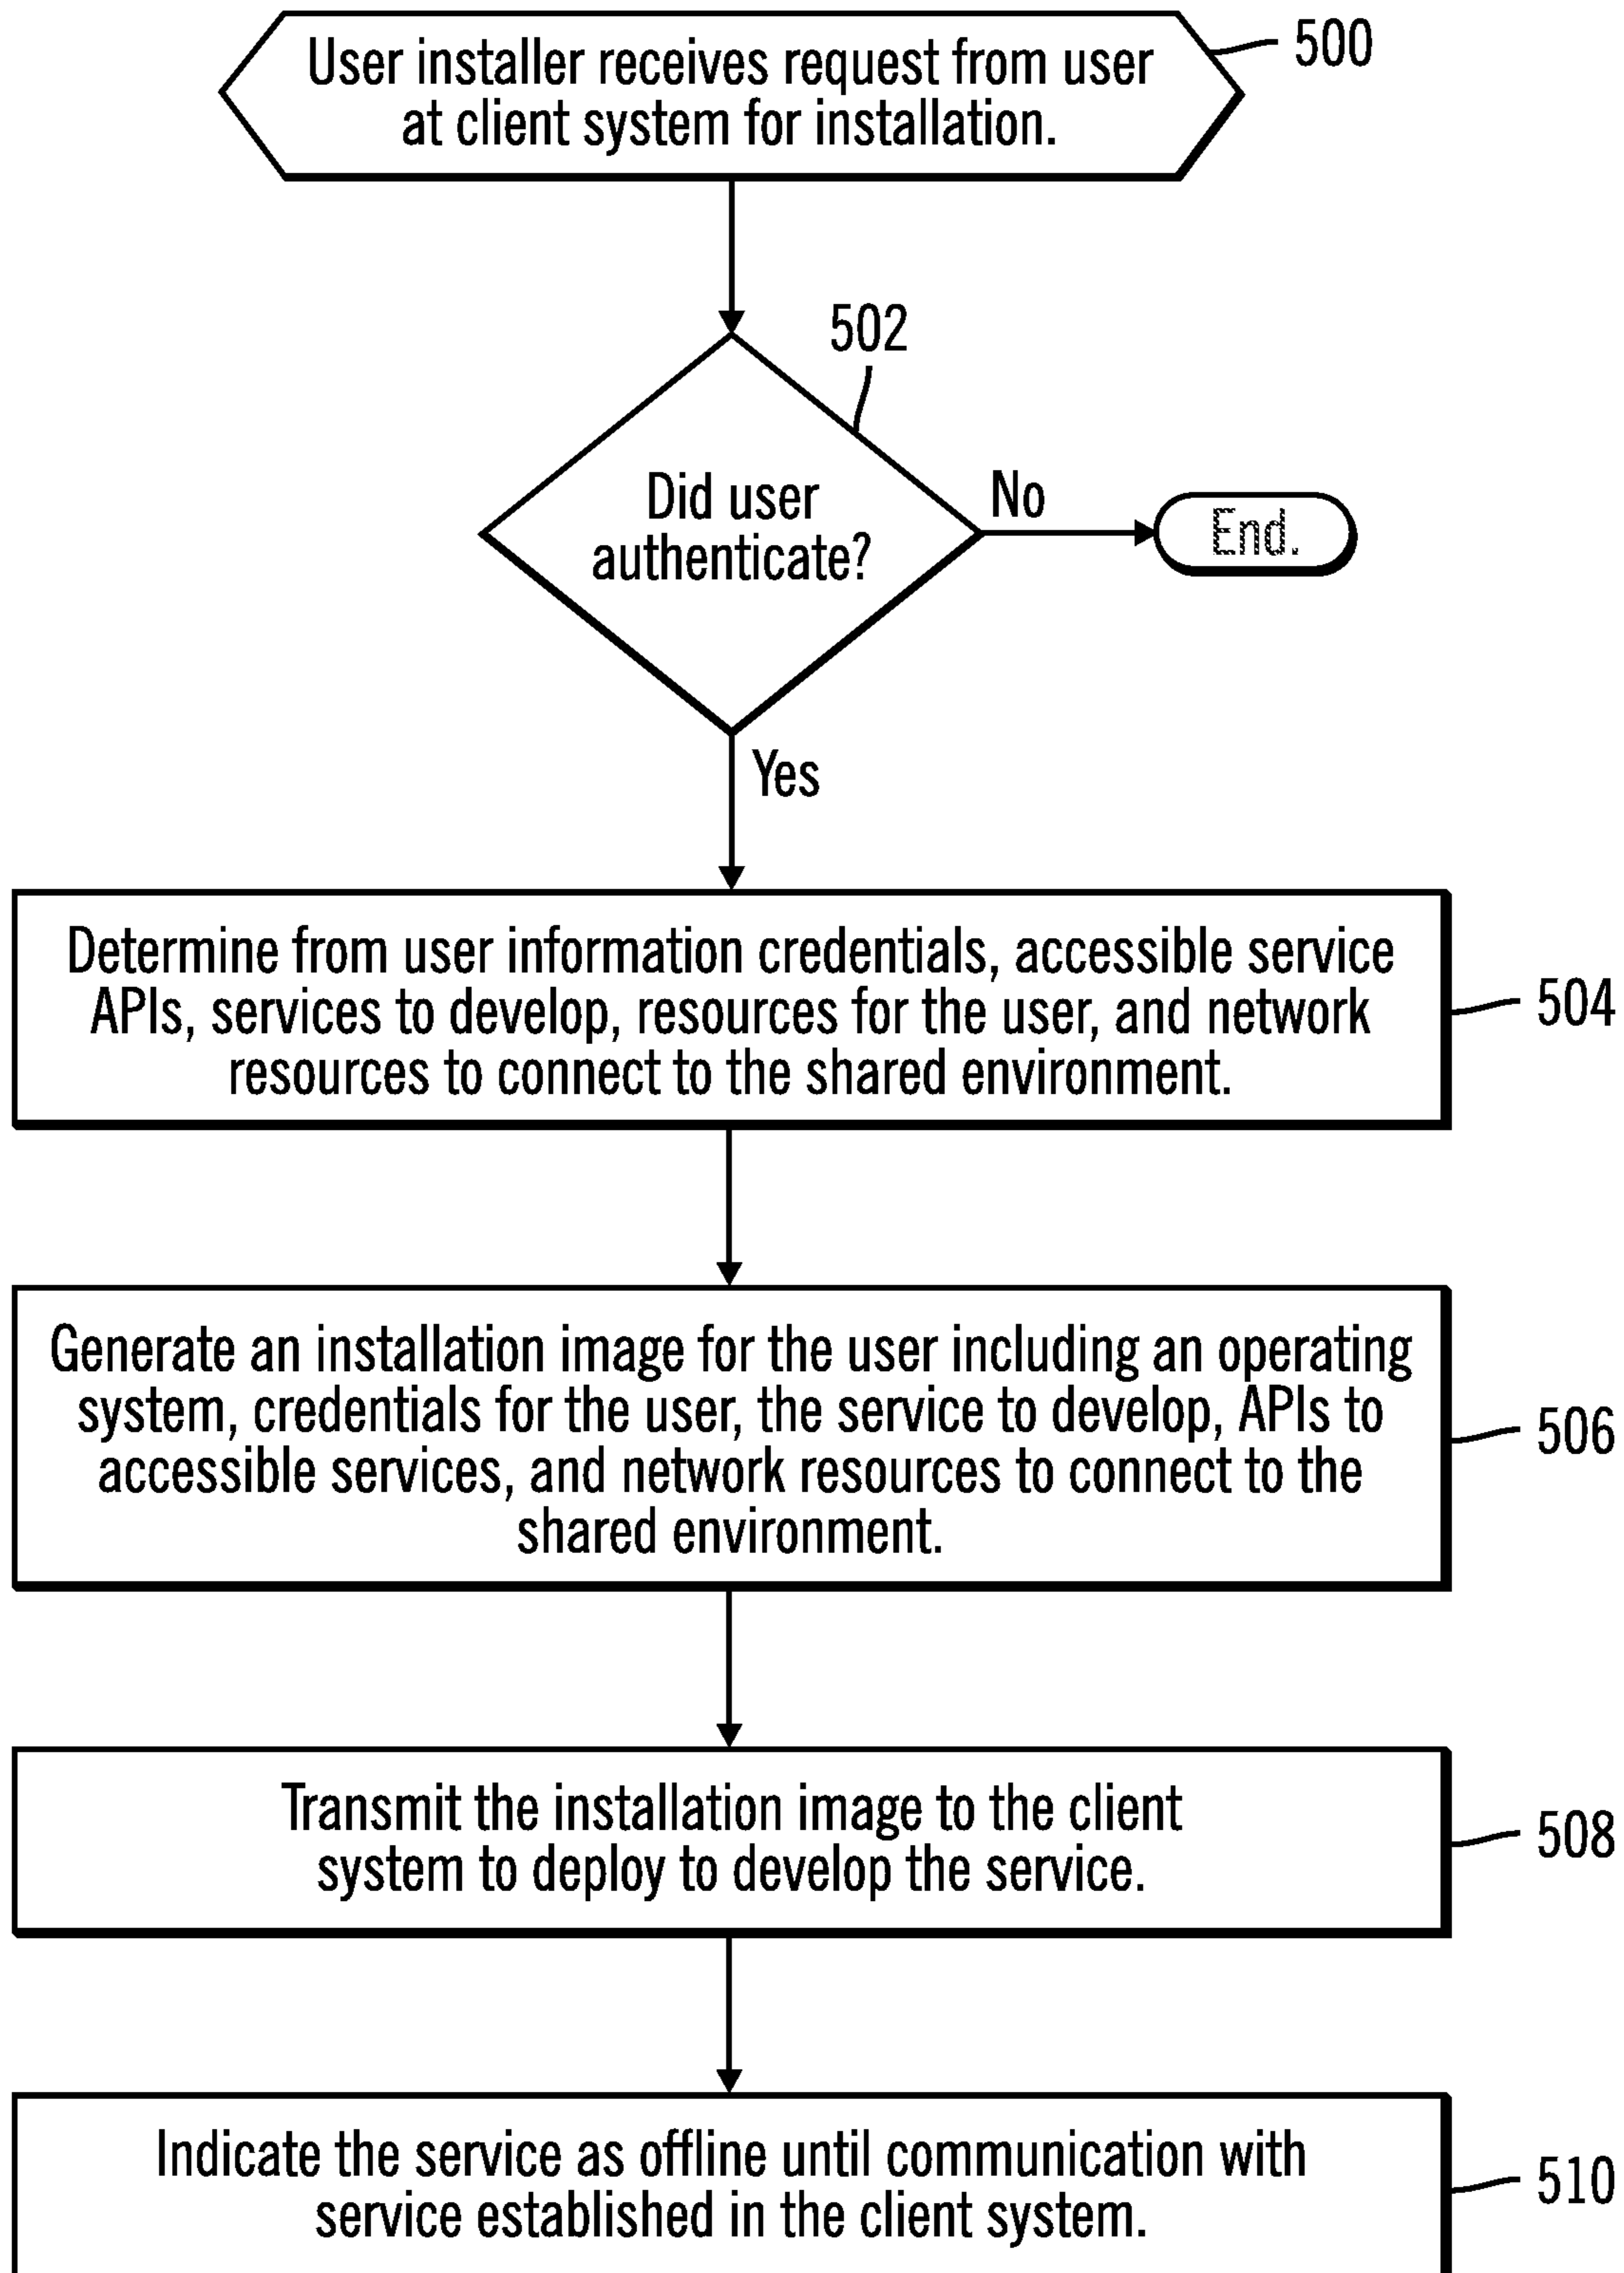 User installer receives request from user
at client system for installation.
500
502
Did user
authenticate?
No
End.
Yes
Determine from user information credentials, accessible service
APIs, services to develop, resources for the user, and network
resources to connect to the shared environment.
504
Generate an installation image for the user including an operating
system, credentials for the user, the service to develop, APIs to
accessible services, and network resources to connect to the
shared environment.
506
Transmit the installation image to the client
system to deploy to develop the service.
508
Indicate the service as offline until communication with
service established in the client system.
510